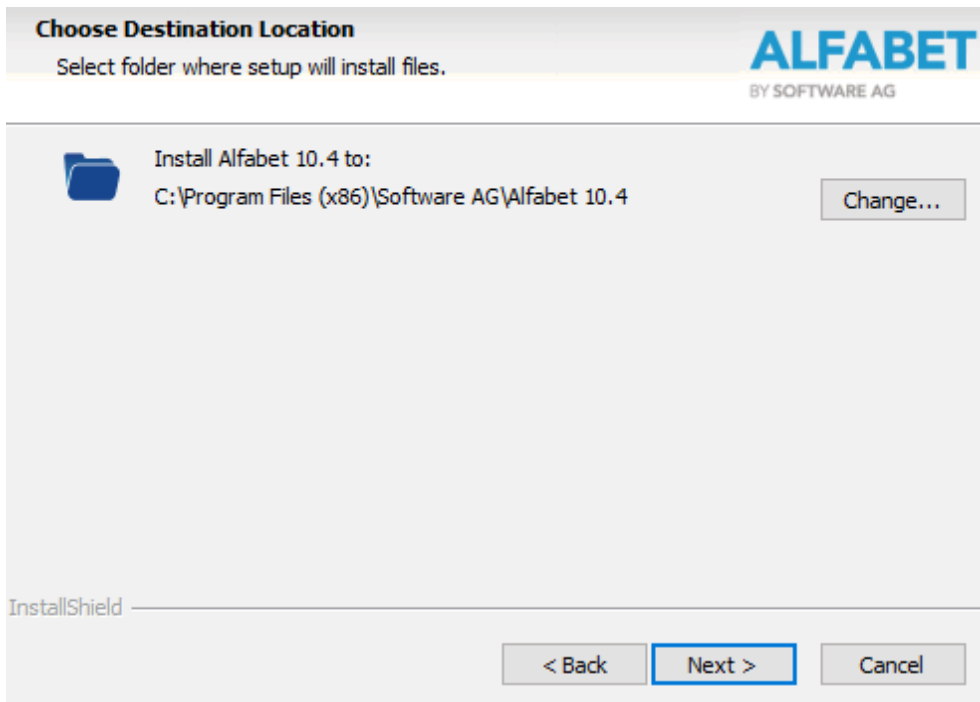 Choose Destination Location
Select folder where setup will install files.
ALFABET
BY SOFTWARE AG
Install Alfabet 10.4 to:
C:\Program Files (x86)\Software AG\Alfabet 10.4
Change...
InstallShield
< Back
Next >
Cancel